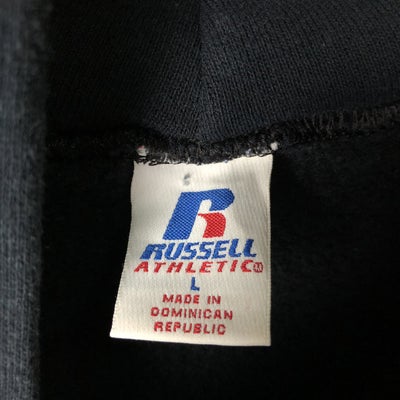 R
RUSSELL
ATHLETIC
L
MADE IN
DOMINICAN
REPUBLIC